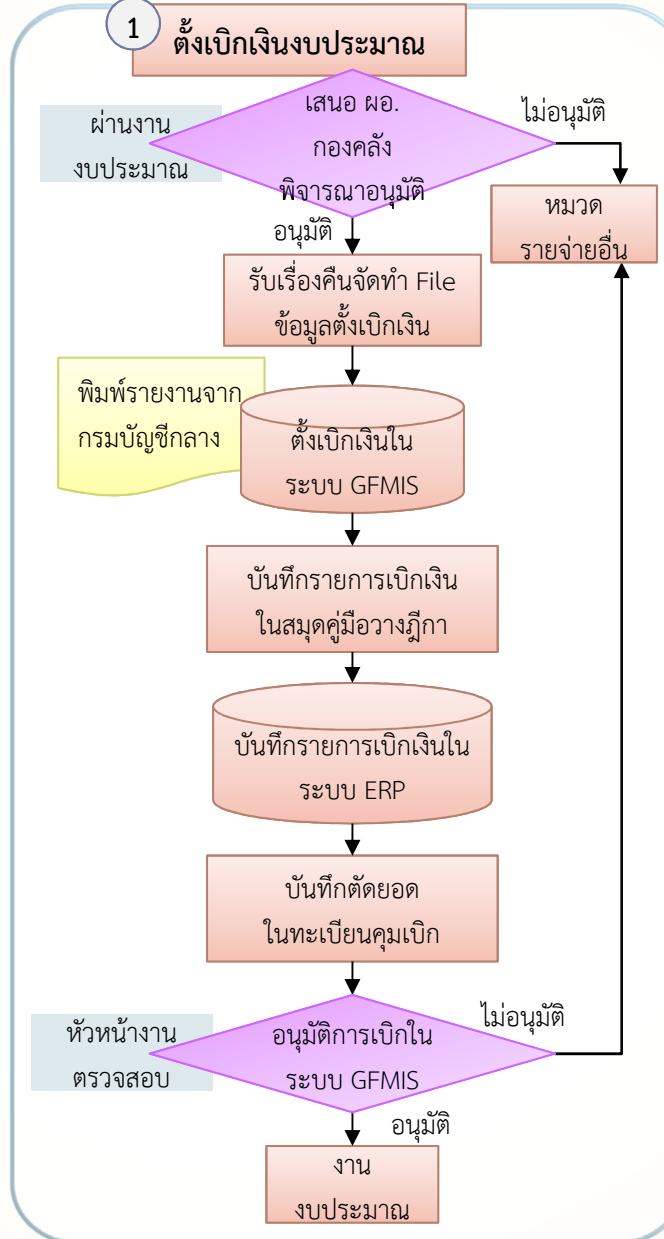 1
ตั้งเบิกเงินงบประมาณ
ผ่านงาน
งบประมาณ
เสนอ ผอ.
กองคลัง
พิจารณาอนุมัติ
ไม่อนุมัติ
หมวด
รายจ่ายอื่น
อนุมัติ
รับเรื่องคืนจัดทำ File
ข้อมูลตั้งเบิกเงิน
พิมพ์รายงานจาก
กรมบัญชีกลาง
ตั้งเบิกเงินใน
ระบบ GFMIS
บันทึกรายการเบิกเงิน
ในสมุดคู่มือวางฎีกา
บันทึกรายการเบิกเงินใน
ระบบ ERP
บันทึกตัดยอด
ในทะเบียนคุมเบิก
หัวหน้างาน
ตรวจสอบ
อนุมัติการเบิกใน
ระบบ GFMIS
ไม่อนุมัติ
อนุมัติ
งาน
งบประมาณ